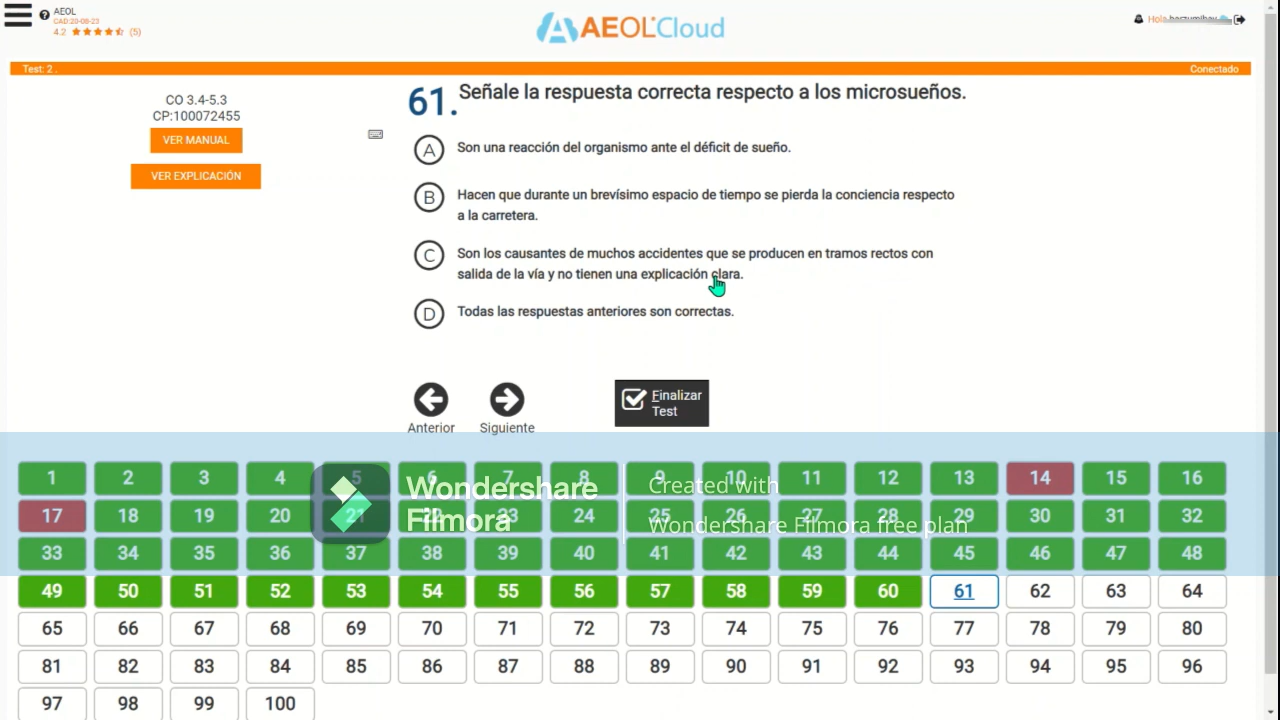 AEOL
CAD:20-08-23
4.2 (5)
AEOL Cloud
Hola
Test: 2 .
Conectado
CO 3.4-5.3
CP:100072455
VER MANUAL
VER EXPLICACIÓN
61. Señale la respuesta correcta respecto a los microsueños.
A Son una reacción del organismo ante el déficit de sueño.
B Hacen que durante un brevísimo espacio de tiempo se pierda la conciencia respecto
a la carretera.
C Son los causantes de muchos accidentes que se producen en tramos rectos con
salida de la vía y no tienen una explicación clara.
D Todas las respuestas anteriores son correctas.
Anterior
Siguiente
Finalizar
Test
1 2 3 4 5 6 7 8 9 10 11 12 13 14 15 16
Wondershare
Filmora
Created with
Wondershare Filmora free plan
17 18 19 20 21 22 23 24 25 26 27 28 29 30 31 32
33 34 35 36 37 38 39 40 41 42 43 44 45 46 47 48
49 50 51 52 53 54 55 56 57 58 59 60 61 62 63 64
65 66 67 68 69 70 71 72 73 74 75 76 77 78 79 80
81 82 83 84 85 86 87 88 89 90 91 92 93 94 95 96
97 98 99 100